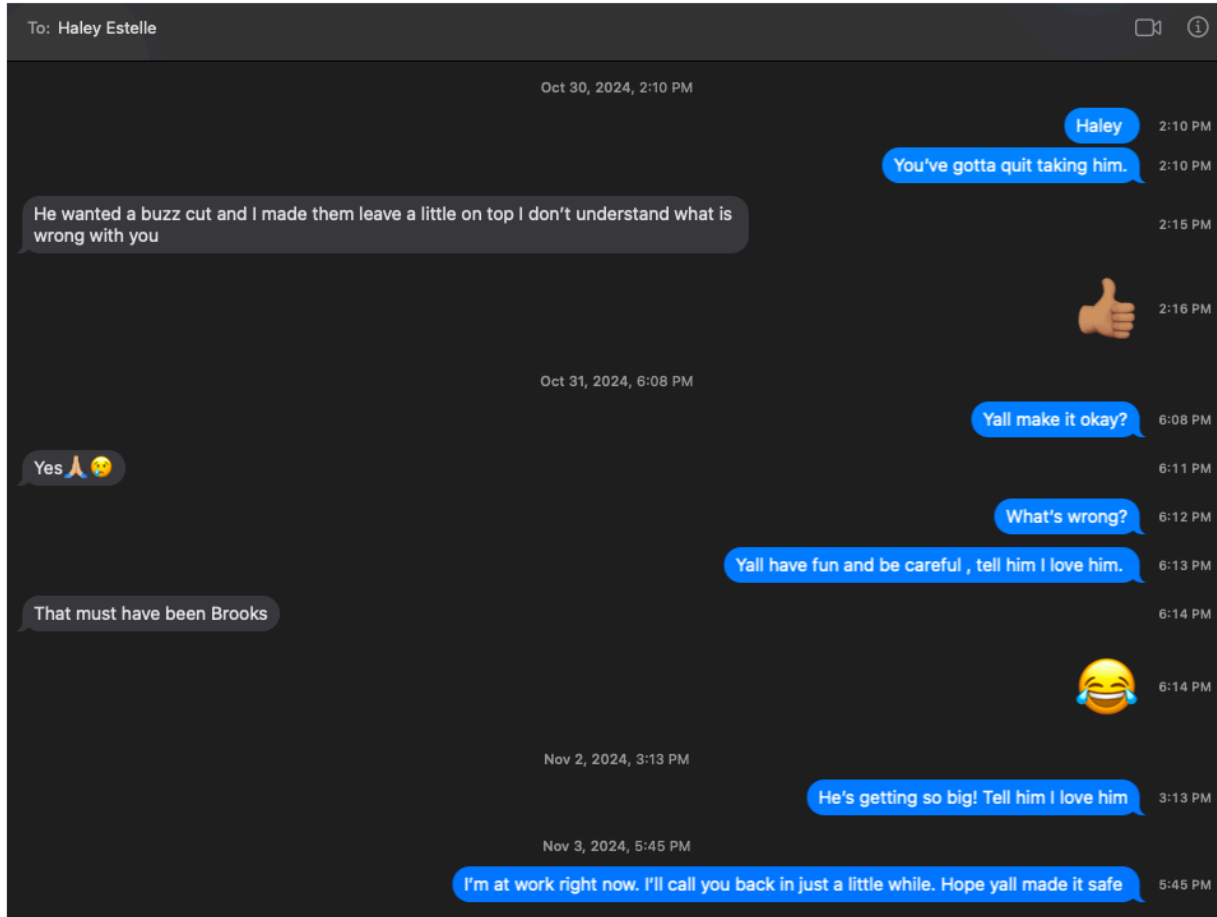 To: Haley Estelle
Oct 30, 2024, 2:10 PM
Haley 2:10 PM
You've gotta quit taking him. 2:10 PM
He wanted a buzz cut and I made them leave a little on top I don't understand what is
wrong with you
2:15 PM
👍🏽 2:16 PM
Oct 31, 2024, 6:08 PM
Yall make it okay? 6:08 PM
Yes🙏🏼😢 6:11 PM
What's wrong? 6:12 PM
Yall have fun and be careful , tell him I love him. 6:13 PM
That must have been Brooks 6:14 PM
😂 6:14 PM
Nov 2, 2024, 3:13 PM
He's getting so big! Tell him I love him 3:13 PM
Nov 3, 2024, 5:45 PM
I'm at work right now. I'll call you back in just a little while. Hope yall made it safe 5:45 PM